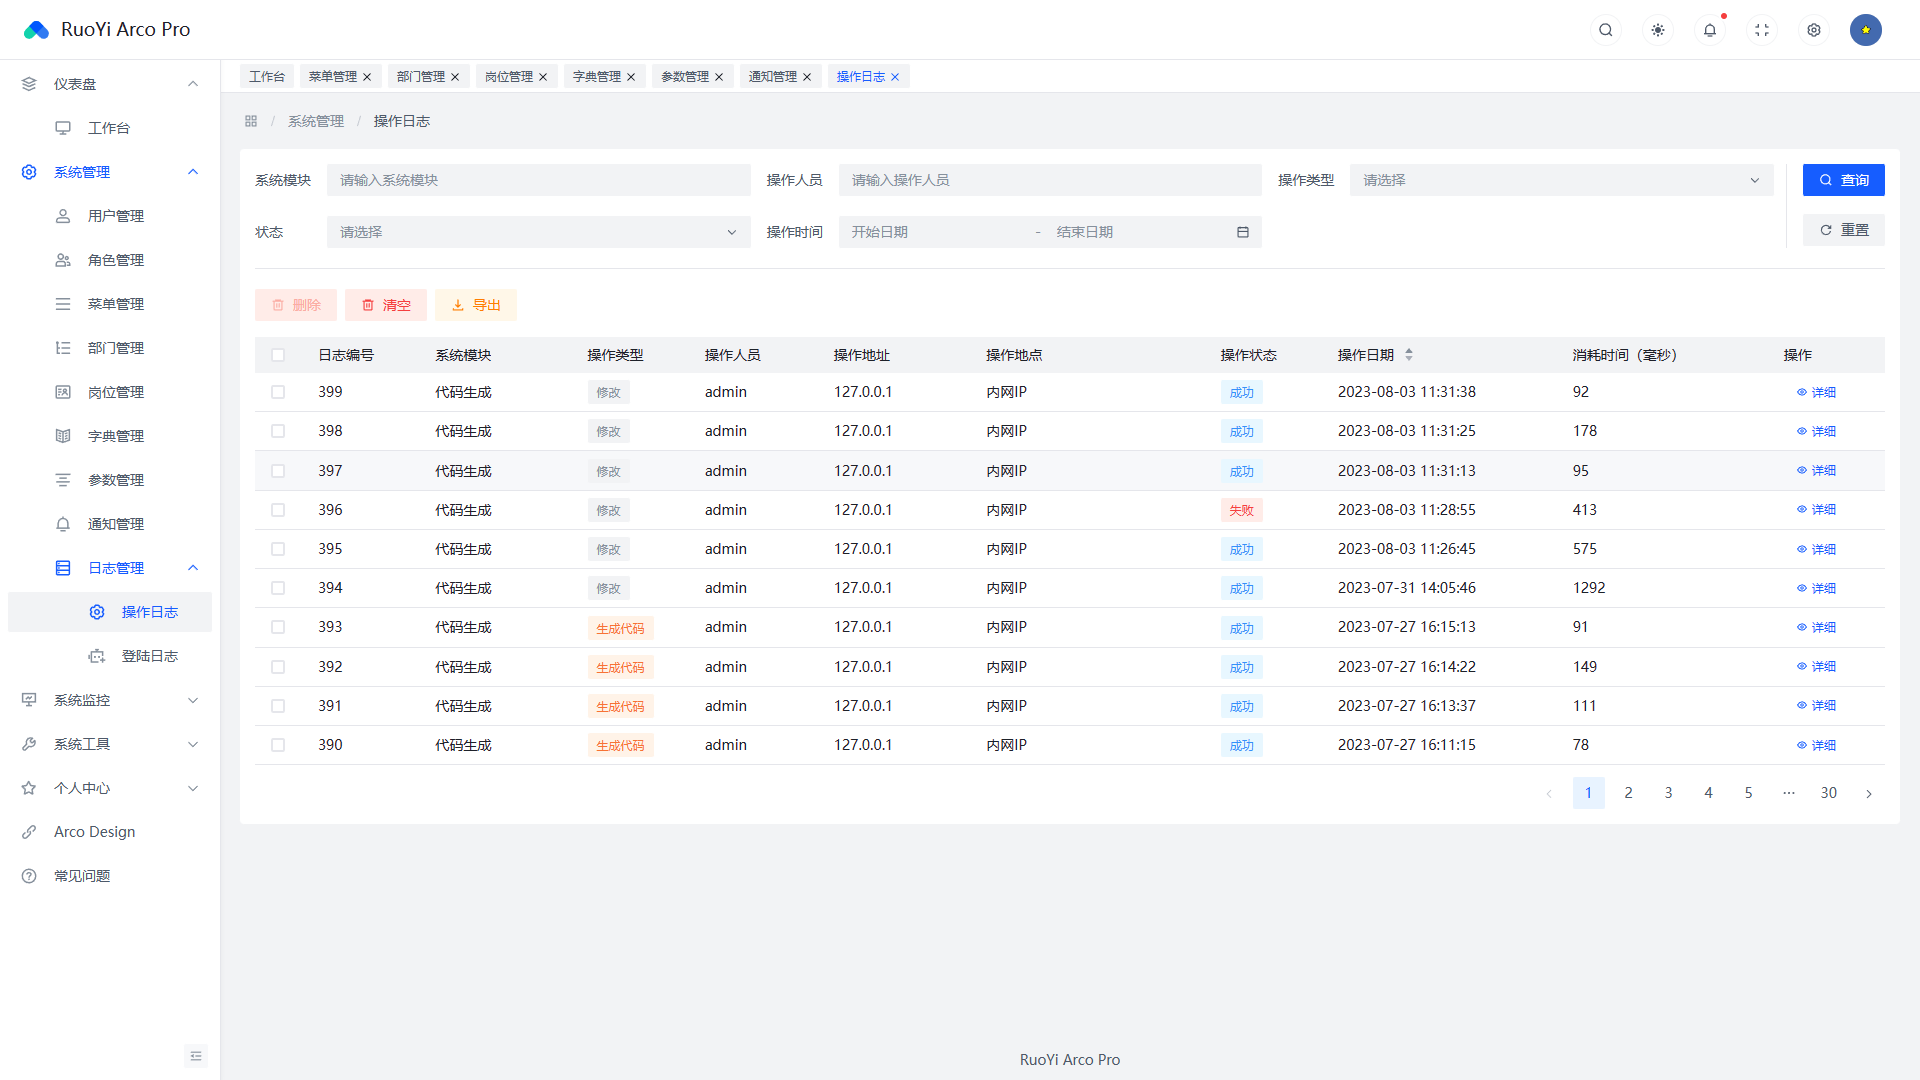 RuoYi Arco Pro
仪表盘
工作台
系统管理
用户管理
角色管理
菜单管理
部门管理
岗位管理
字典管理
参数管理
通知管理
日志管理
操作日志
登陆日志
系统监控
系统工具
个人中心
Arco Design
常见问题
工作台 菜单管理 部门管理 岗位管理 字典管理 参数管理 通知管理 操作日志
/ 系统管理 / 操作日志
系统模块 请输入系统模块 操作人员 请输入操作人员 操作类型 请选择 查询
状态 请选择 操作时间 开始日期 - 结束日期 重置
删除 清空 导出
日志编号 系统模块 操作类型 操作人员 操作地址 操作地点 操作状态 操作日期 消耗时间（毫秒） 操作
399 代码生成 修改 admin 127.0.0.1 内网IP 成功 2023-08-03 11:31:38 92 详细
398 代码生成 修改 admin 127.0.0.1 内网IP 成功 2023-08-03 11:31:25 178 详细
397 代码生成 修改 admin 127.0.0.1 内网IP 成功 2023-08-03 11:31:13 95 详细
396 代码生成 修改 admin 127.0.0.1 内网IP 失败 2023-08-03 11:28:55 413 详细
395 代码生成 修改 admin 127.0.0.1 内网IP 成功 2023-08-03 11:26:45 575 详细
394 代码生成 修改 admin 127.0.0.1 内网IP 成功 2023-07-31 14:05:46 1292 详细
393 代码生成 生成代码 admin 127.0.0.1 内网IP 成功 2023-07-27 16:15:13 91 详细
392 代码生成 生成代码 admin 127.0.0.1 内网IP 成功 2023-07-27 16:14:22 149 详细
391 代码生成 生成代码 admin 127.0.0.1 内网IP 成功 2023-07-27 16:13:37 111 详细
390 代码生成 生成代码 admin 127.0.0.1 内网IP 成功 2023-07-27 16:11:15 78 详细
1 2 3 4 5 ··· 30
RuoYi Arco Pro